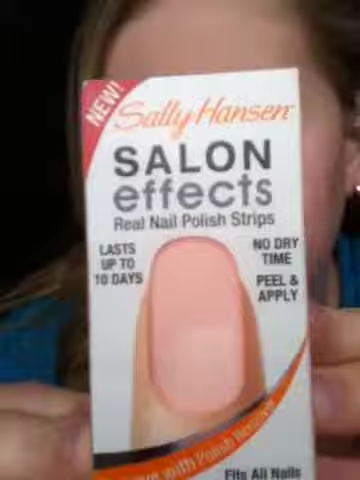 NEW!
Sally Hansen
SALON
effects
Real Nail Polish Strips
LASTS
UP TO
10 DAYS
NO DRY
TIME
PEEL &
APPLY
with Polish
Fits All Nails